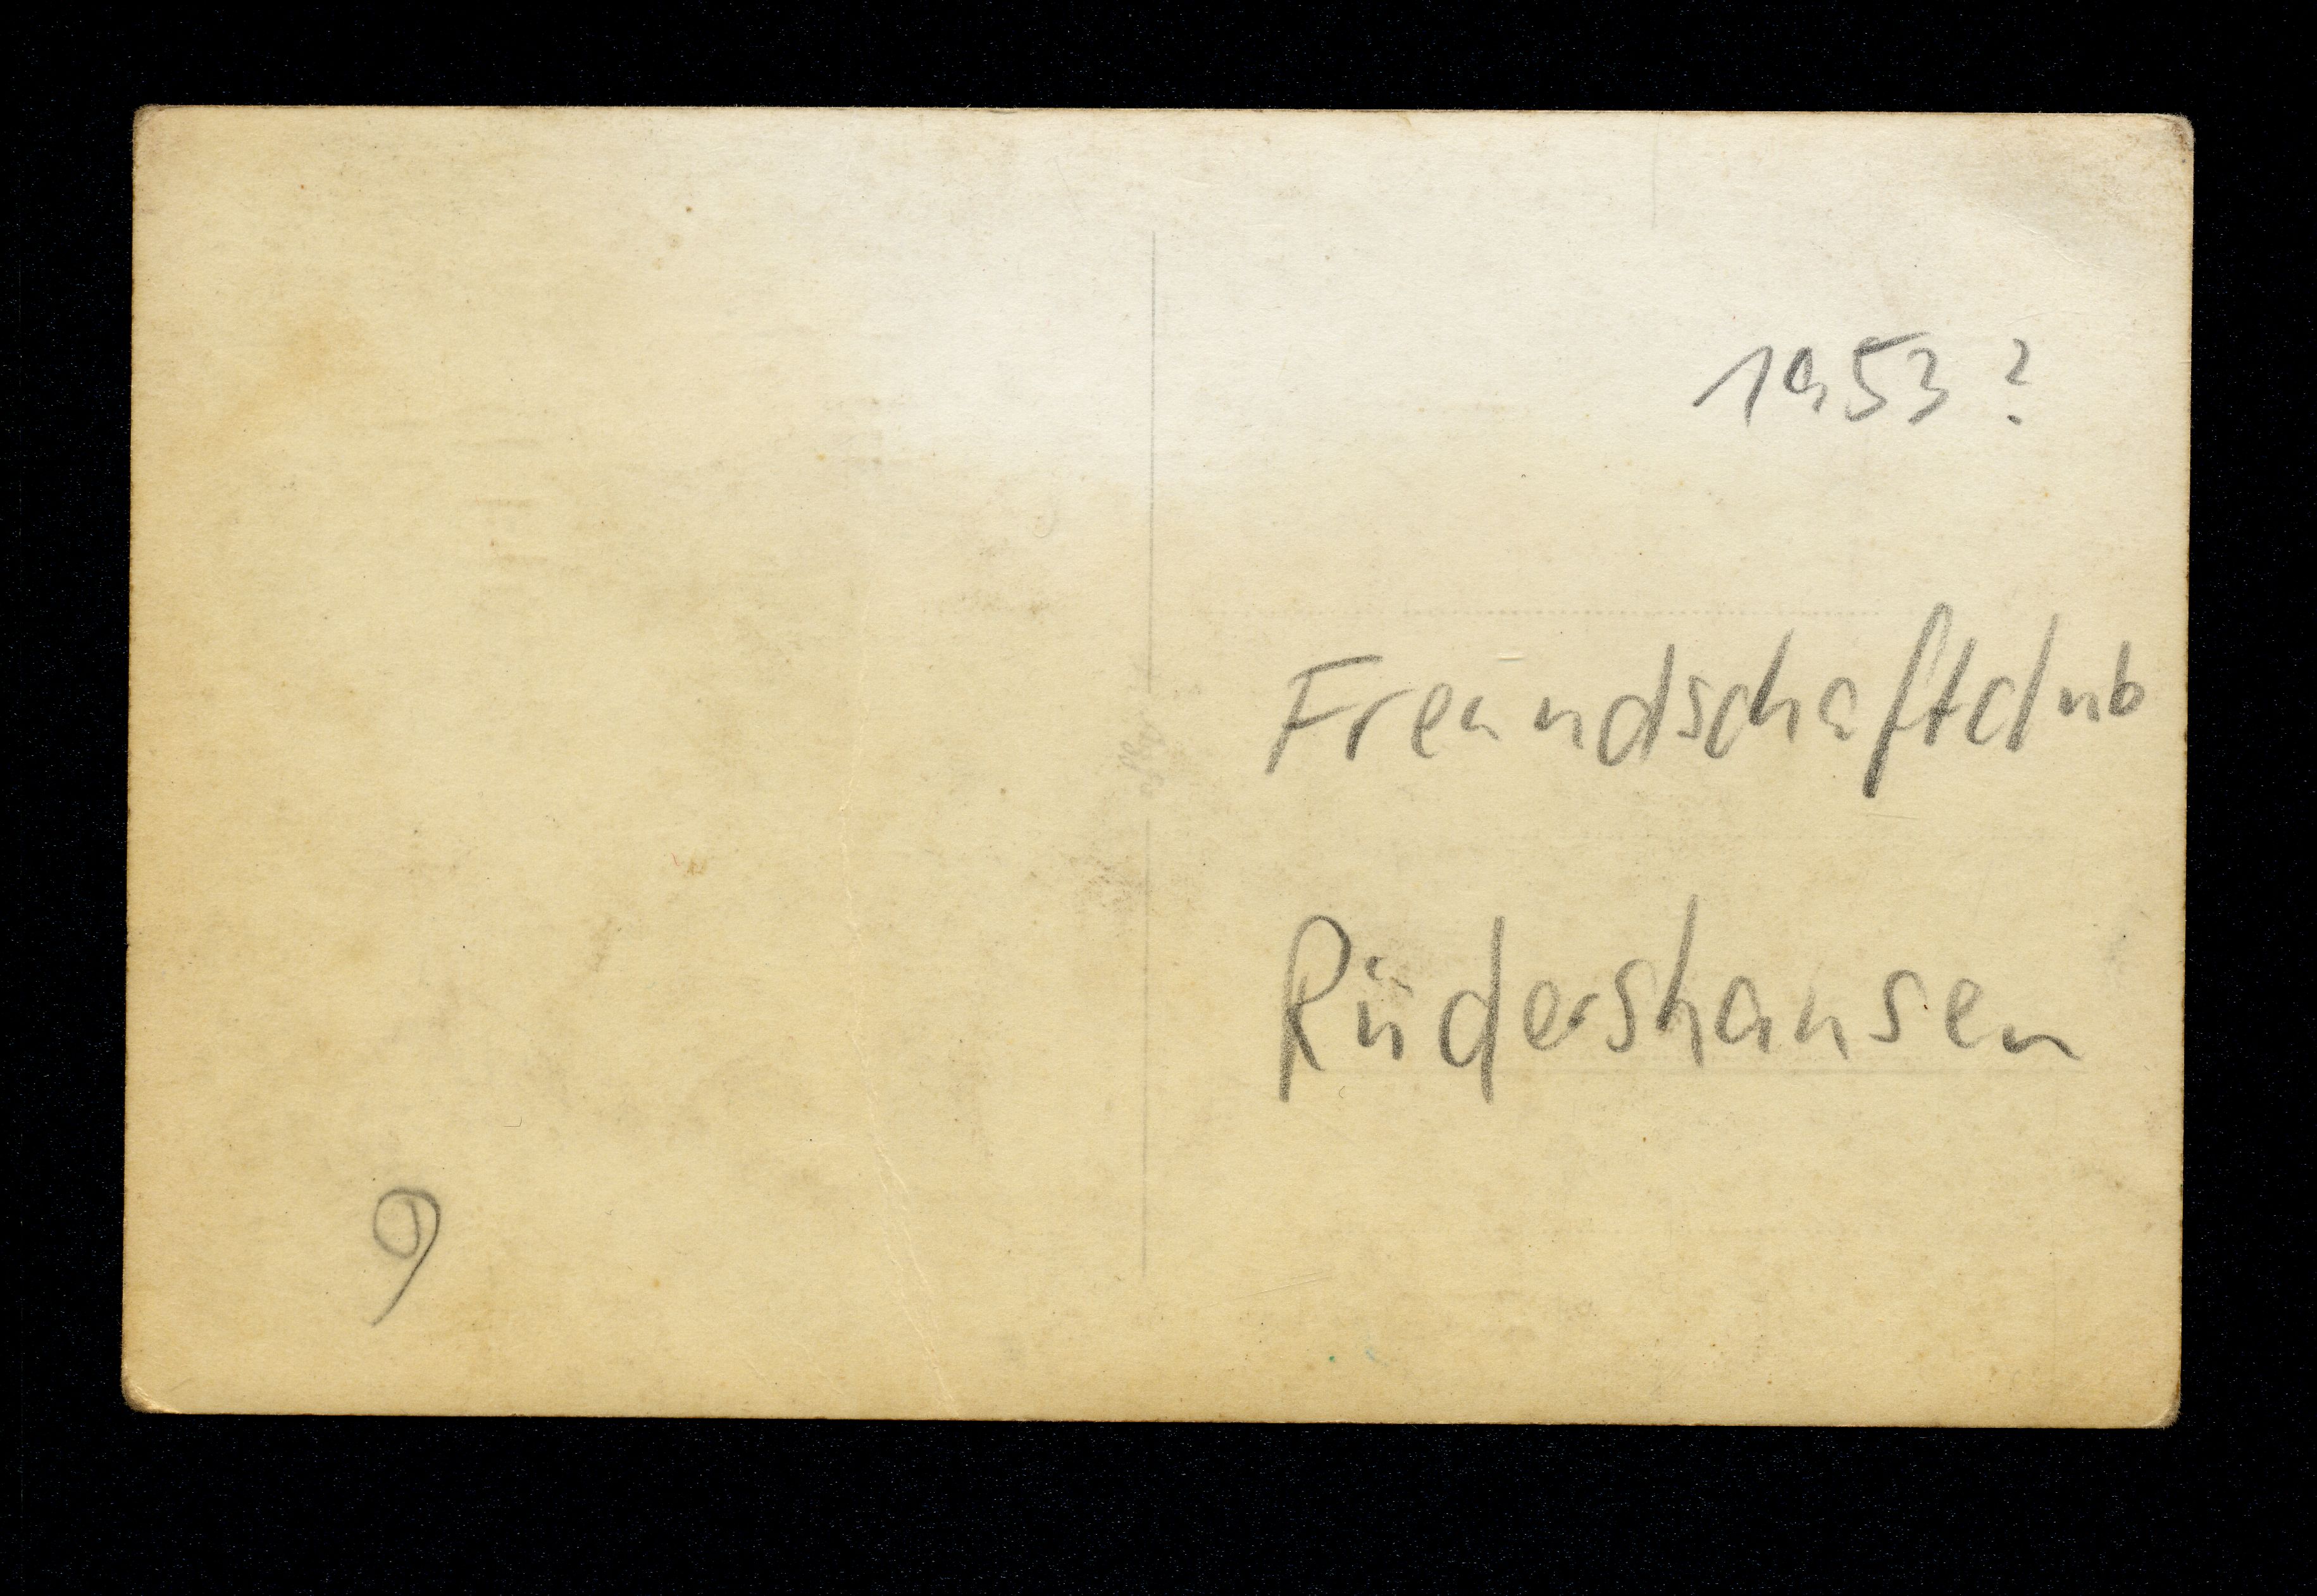 1953?
Freundschaftclub
Rüdershausen
9